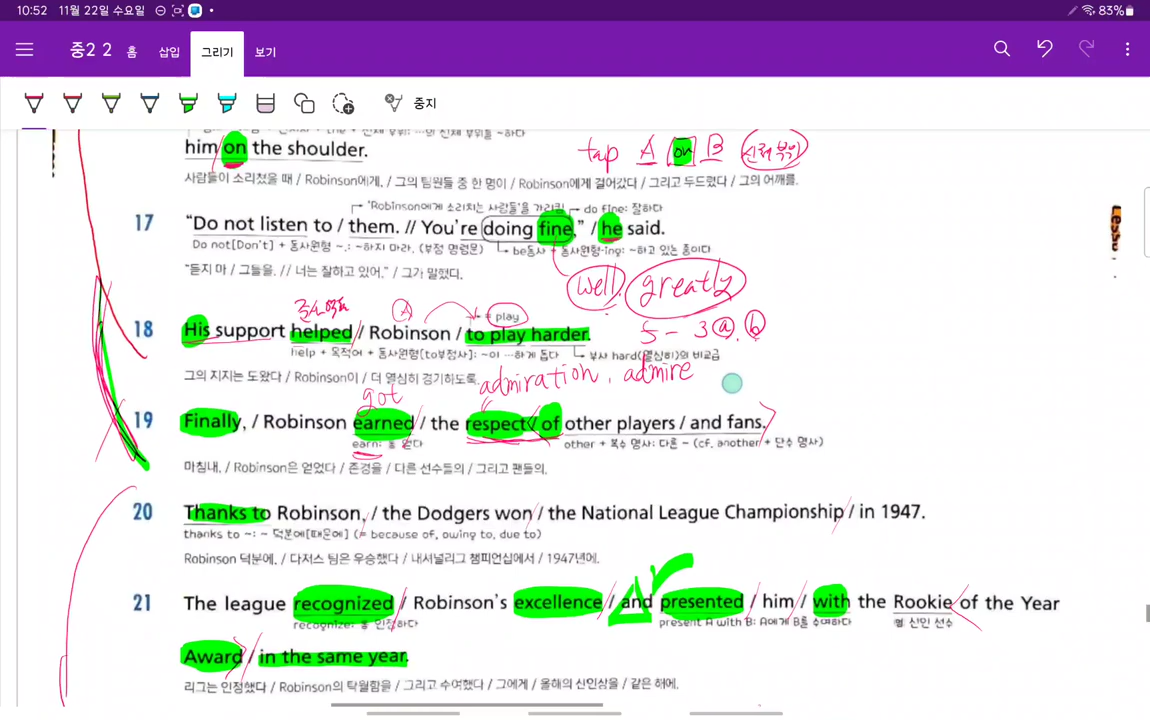 10:52 11월 22일 수요일 83%
중2 2 홈 삽입 그리기 보기
중지
him / on the shoulder. tap A on B
사람들이 소리쳤을 때 / Robinson에게, / 그의 팀원들 중 한 명이 / Robinson에게 걸어갔다 / 그리고 두드렸다 / 그의 어깨를.
'Robinson에게 소리치는 사람들'을 가리킴 do fine: 잘하다
17 “Do not listen to / them. // You're doing fine,” / he said.
Do not[Don't] + 동사원형 ~.: ~하지 마라. (부정 명령문) be동사 + 동사원형-ing: ~하고 있는 중이다
“듣지 마 / 그들을. // 너는 잘하고 있어.” / 그가 말했다.
well greatly
A = play
18 His support helped / Robinson / to play harder. 5 - 3 ⓐ, ⓑ
help + 목적어 + 동사원형[to부정사]: ~이 …하게 돕다 부사 hard(열심히)의 비교급
그의 지지는 도왔다 / Robinson이 / 더 열심히 경기하도록. admiration, admire
got
19 Finally, / Robinson earned / the respect / of other players / and fans.
earn: 동 얻다 other + 복수 명사: 다른 ~ (cf. another + 단수 명사)
마침내, / Robinson은 얻었다 / 존경을 / 다른 선수들의 / 그리고 팬들의.
20 Thanks to Robinson, / the Dodgers won / the National League Championship / in 1947.
thanks to ~: ~ 덕분에[때문에] (= because of, owing to, due to)
Robinson 덕분에, / 다저스 팀은 우승했다 / 내셔널리그 챔피언십에서 / 1947년에.
21 The league recognized / Robinson's excellence / and presented / him / with the Rookie of the Year
recognize: 동 인정하다 present A with B: A에게 B를 수여하다 명 신인 선수
Award / in the same year.
리그는 인정했다 / Robinson의 탁월함을 / 그리고 수여했다 / 그에게 / 올해의 신인상을 / 같은 해에.